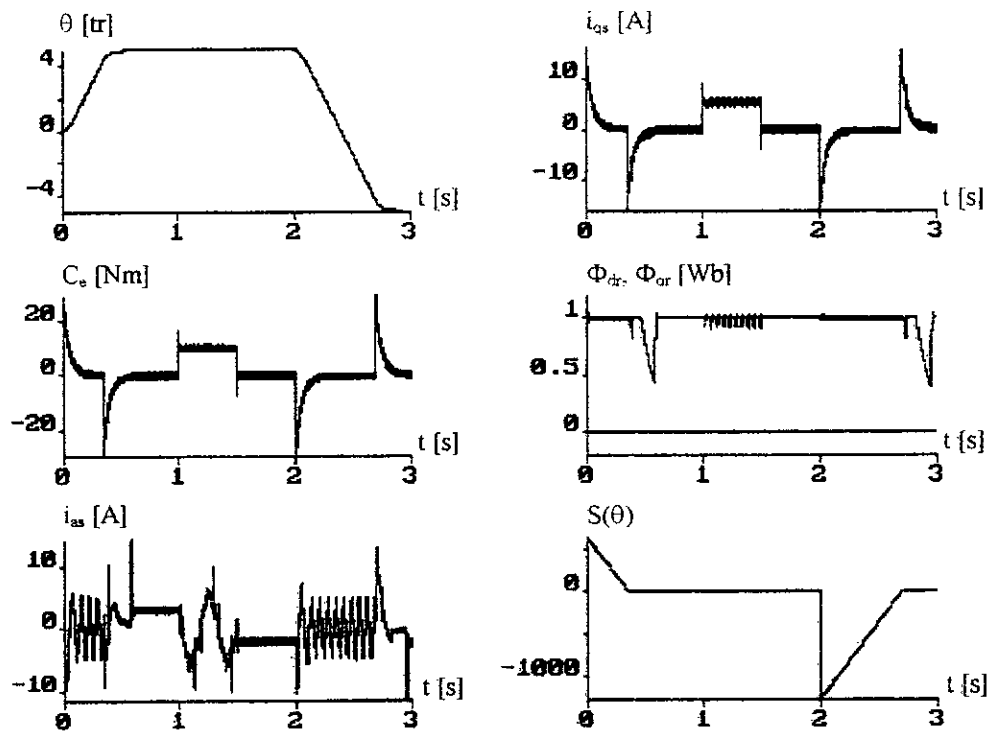 θ [tr]
4
0
-4
t [s]
0 1 2 3
i_qs [A]
10
0
-10
t [s]
0 1 2 3
C_e [Nm]
20
0
-20
t [s]
0 1 2 3
Φ_dr, Φ_qr [Wb]
1
0.5
0
t [s]
0 1 2 3
i_as [A]
10
0
-10
t [s]
0 1 2 3
S(θ)
0
-1000
t [s]
0 1 2 3